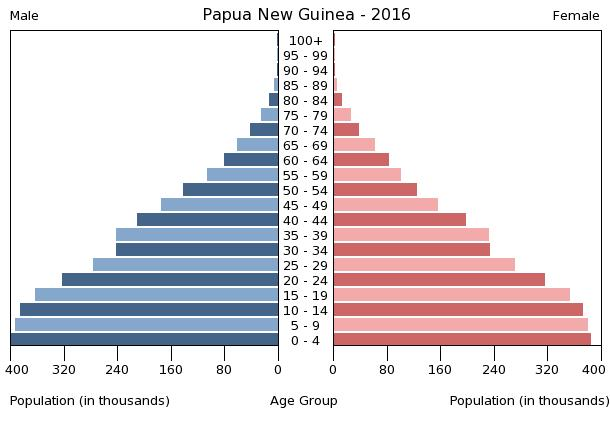 Male Papua New Guinea - 2016 Female
100+
95 - 99
90 - 94
85 - 89
80 - 84
75 - 79
70 - 74
65 - 69
60 - 64
55 - 59
50 - 54
45 - 49
40 - 44
35 - 39
30 - 34
25 - 29
20 - 24
15 - 19
10 - 14
5 - 9
0 - 4
400 320 240 160 80 0 0 80 160 240 320 400
Population (in thousands) Age Group Population (in thousands)